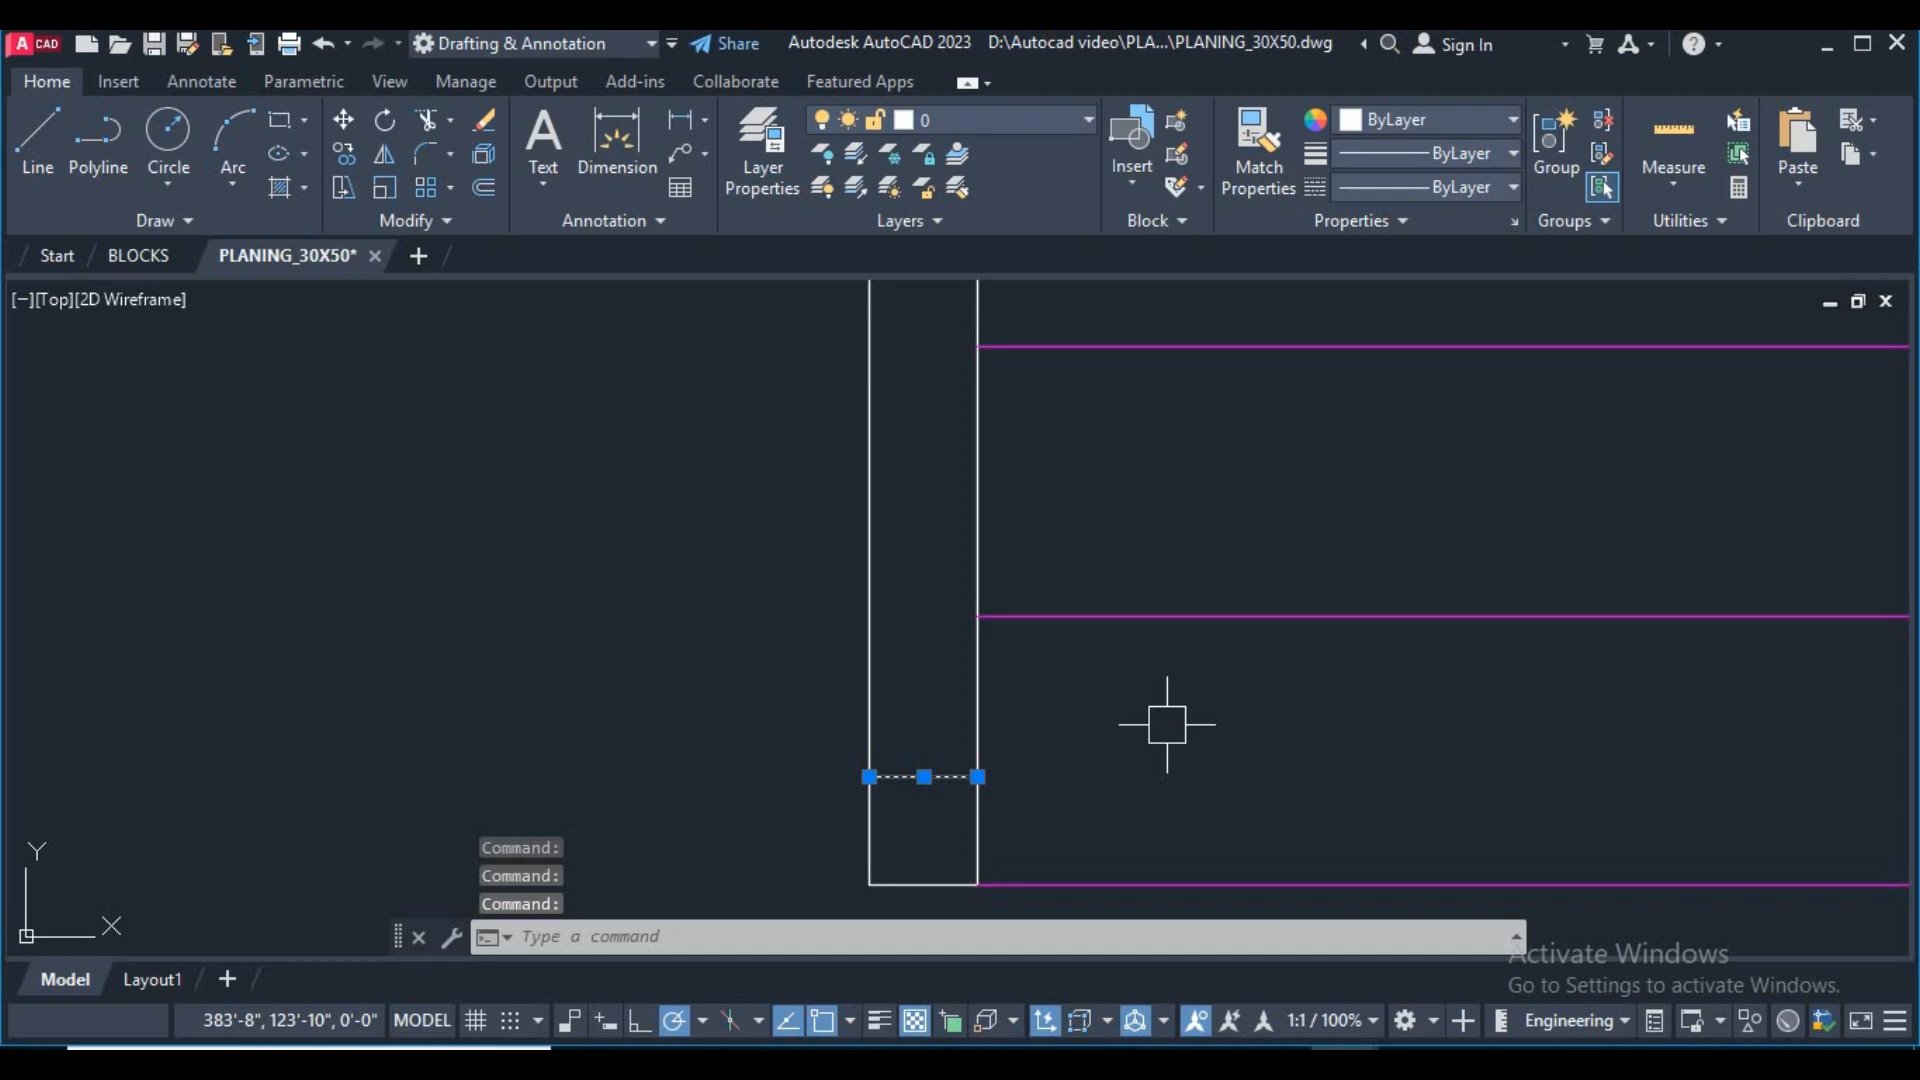 A CAD
Drafting & Annotation
Share
Autodesk AutoCAD 2023 D:\Autocad video\PLA...\PLANING_30X50.dwg
Sign In
Home Insert Annotate Parametric View Manage Output Add-ins Collaborate Featured Apps
Line Polyline Circle Arc
Draw
Modify
A
Text Dimension
Annotation
Layer
Properties
0
Layers
Insert
Block
Match
Properties
ByLayer
ByLayer
ByLayer
Properties
Group
Groups
Measure
Utilities
Paste
Clipboard
Start BLOCKS PLANING_30X50*
[−][Top][2D Wireframe]
Y
X
Command:
Command:
Command:
Type a command
Activate Windows
Go to Settings to activate Windows.
Model Layout1
383'-8", 123'-10", 0'-0" MODEL 1:1 / 100% Engineering